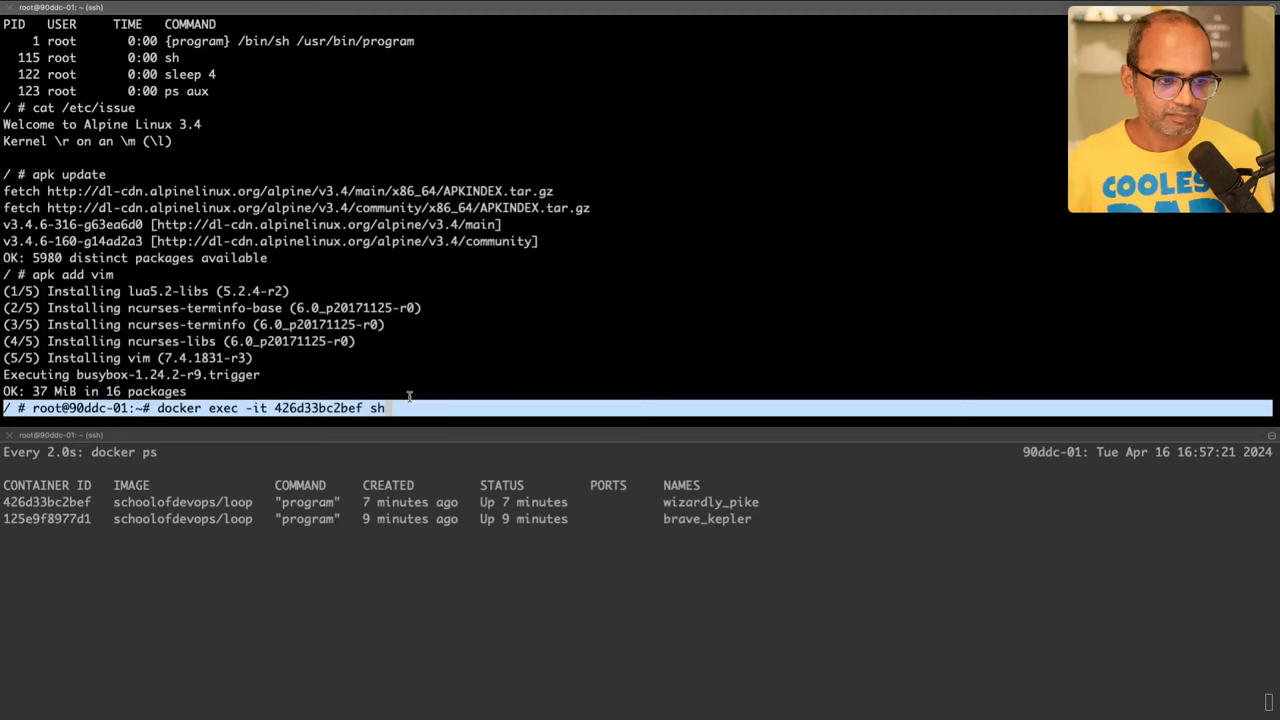 root@90ddc-01: ~ (ssh)
PID USER TIME COMMAND
1 root 0:00 {program} /bin/sh /usr/bin/program
115 root 0:00 sh
122 root 0:00 sleep 4
123 root 0:00 ps aux
/ # cat /etc/issue
Welcome to Alpine Linux 3.4
Kernel \r on an \m (\l)
/ # apk update
fetch http://dl-cdn.alpinelinux.org/alpine/v3.4/main/x86_64/APKINDEX.tar.gz
fetch http://dl-cdn.alpinelinux.org/alpine/v3.4/community/x86_64/APKINDEX.tar.gz
v3.4.6-316-g63ea6d0 [http://dl-cdn.alpinelinux.org/alpine/v3.4/main]
v3.4.6-160-g14ad2a3 [http://dl-cdn.alpinelinux.org/alpine/v3.4/community]
OK: 5980 distinct packages available
/ # apk add vim
(1/5) Installing lua5.2-libs (5.2.4-r2)
(2/5) Installing ncurses-terminfo-base (6.0_p20171125-r0)
(3/5) Installing ncurses-terminfo (6.0_p20171125-r0)
(4/5) Installing ncurses-libs (6.0_p20171125-r0)
(5/5) Installing vim (7.4.1831-r3)
Executing busybox-1.24.2-r9.trigger
OK: 37 MiB in 16 packages
/ # root@90ddc-01:~# docker exec -it 426d33bc2bef sh
COOLES
root@90ddc-01: ~ (ssh)
Every 2.0s: docker ps 90ddc-01: Tue Apr 16 16:57:21 2024
CONTAINER ID IMAGE COMMAND CREATED STATUS PORTS NAMES
426d33bc2bef schoolofdevops/loop "program" 7 minutes ago Up 7 minutes wizardly_pike
125e9f8977d1 schoolofdevops/loop "program" 9 minutes ago Up 9 minutes brave_kepler